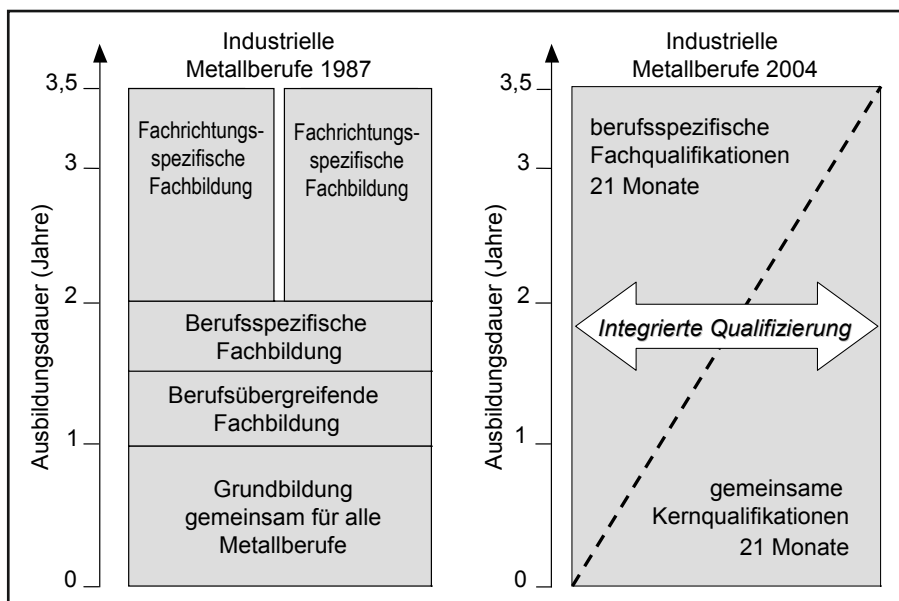 Industrielle
Metallberufe 1987
Ausbildungsdauer (Jahre)
3,5
3
2
1
0
Fachrichtungs-
spezifische
Fachbildung
Fachrichtungs-
spezifische
Fachbildung
Berufsspezifische
Fachbildung
Berufsübergreifende
Fachbildung
Grundbildung
gemeinsam für alle
Metallberufe
Industrielle
Metallberufe 2004
Ausbildungsdauer (Jahre)
3,5
3
2
1
0
berufsspezifische
Fachqualifikationen
21 Monate
Integrierte Qualifizierung
gemeinsame
Kernqualifikationen
21 Monate